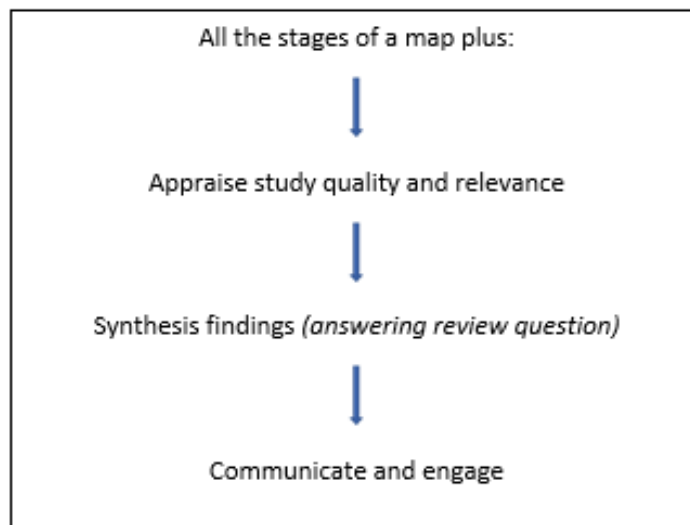 All the stages of a map plus:
Appraise study quality and relevance
Synthesis findings (answering review question)
Communicate and engage